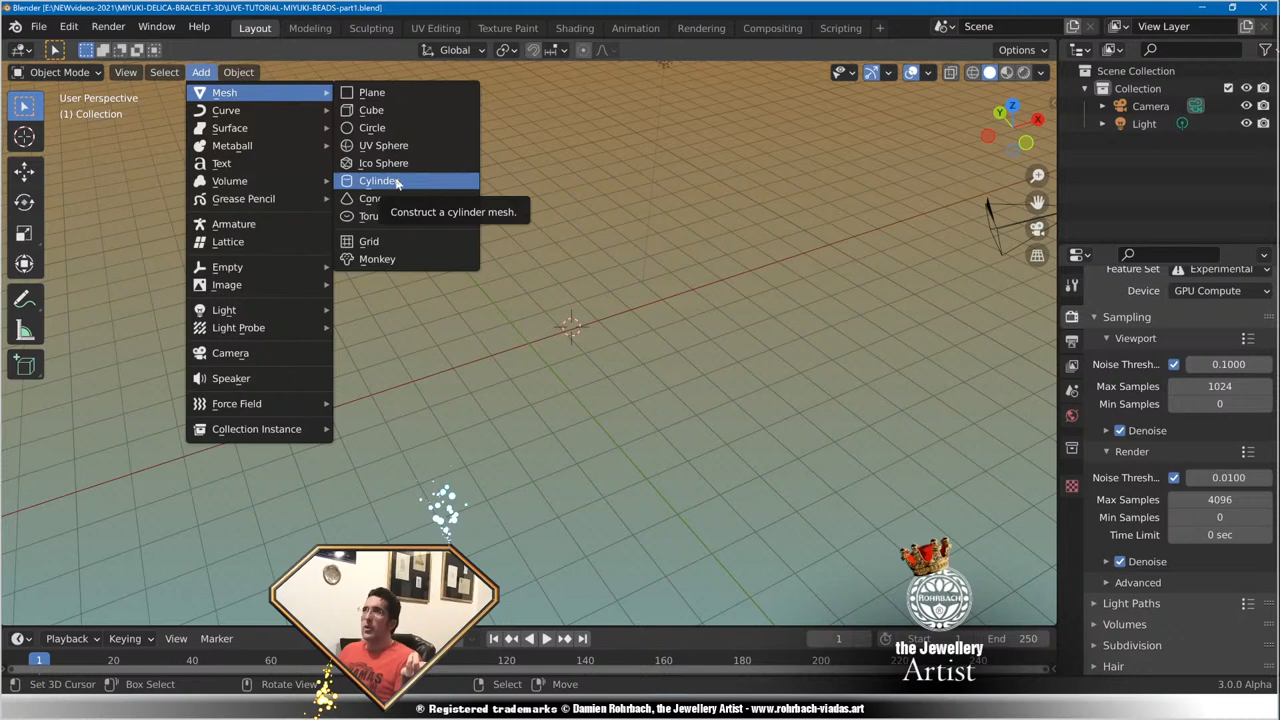 Blender [E:\NEWvideos-2021\MIYUKI-DELICA-BRACELET-3D\LIVE-TUTORIAL-MIYUKI-BEADS-part1.blend]
File Edit Render Window Help Layout Modeling Sculpting UV Editing Texture Paint Shading Animation Rendering Compositing Scripting + Scene View Layer
Global Options
Object Mode View Select Add Object
User Perspective
(1) Collection
Mesh
Curve
Surface
Metaball
Text
Volume
Grease Pencil
Armature
Lattice
Empty
Image
Light
Light Probe
Camera
Speaker
Force Field
Collection Instance
Plane
Cube
Circle
UV Sphere
Ico Sphere
Cylinder
Con
Toru
Grid
Monkey
Construct a cylinder mesh.
Z
Y
X
Scene Collection
Collection
Camera
Light
Feature Set Experimental
Device GPU Compute
Sampling
Viewport
Noise Thresh... 0.1000
Max Samples 1024
Min Samples 0
Denoise
Render
Noise Thresh... 0.0100
Max Samples 4096
Min Samples 0
Time Limit 0 sec
Denoise
Advanced
Light Paths
Volumes
Subdivision
Hair
ROHRBACH
the Jewellery
Artist
Playback Keying View Marker 1 Start 1 End 250
1 20 40 60 120 140 160 180 200 220 240
Set 3D Cursor Box Select Rotate View Select Move 3.0.0 Alpha
® Registered trademarks © Damien Rohrbach, the Jewellery Artist - www.rohrbach-viadas.art